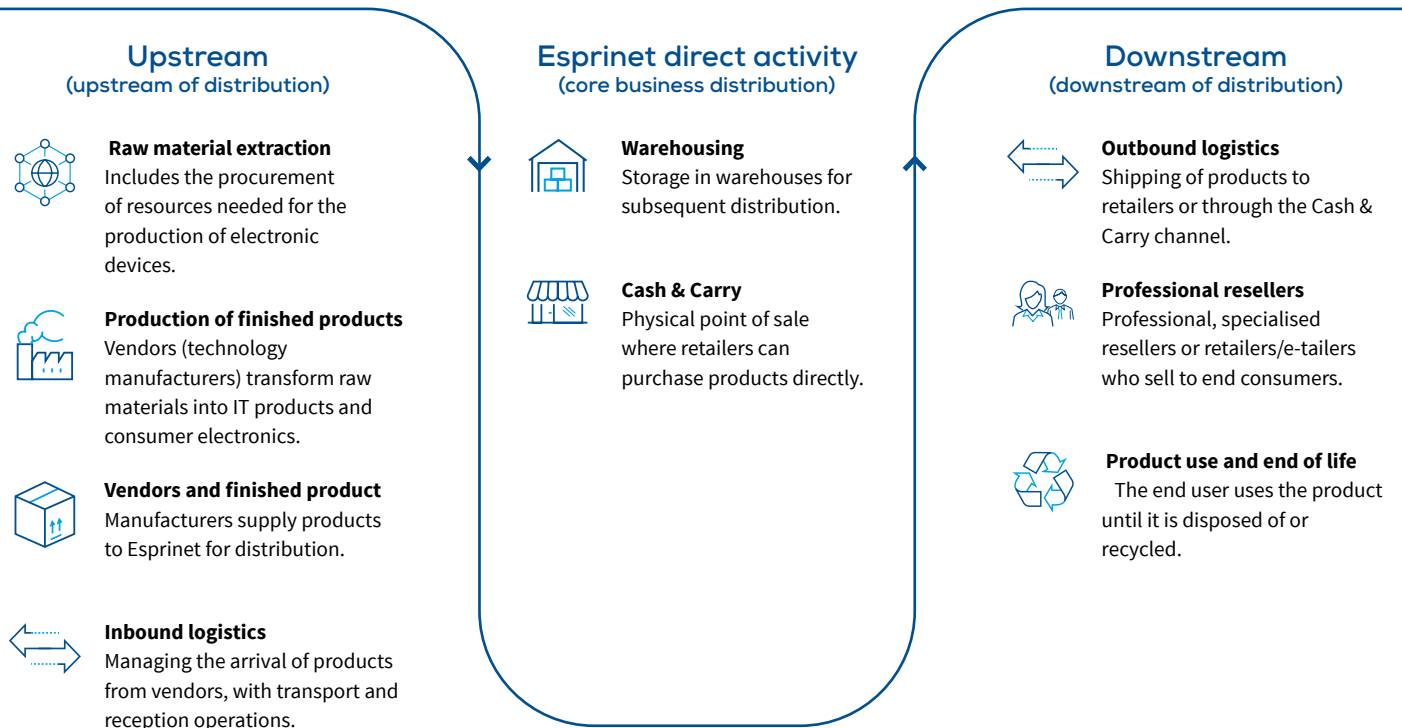 Upstream
(upstream of distribution)
Raw material extraction
Includes the procurement
of resources needed for the
production of electronic
devices.
Production of finished products
Vendors (technology
manufacturers) transform raw
materials into IT products and
consumer electronics.
Vendors and finished product
Manufacturers supply products
to Esprinet for distribution.
Inbound logistics
Managing the arrival of products
from vendors, with transport and
reception operations.
Esprinet direct activity
(core business distribution)
Warehousing
Storage in warehouses for
subsequent distribution.
Cash & Carry
Physical point of sale
where retailers can
purchase products directly.
Downstream
(downstream of distribution)
Outbound logistics
Shipping of products to
retailers or through the Cash &
Carry channel.
Professional resellers
Professional, specialised
resellers or retailers/e-tailers
who sell to end consumers.
Product use and end of life
The end user uses the product
until it is disposed of or
recycled.